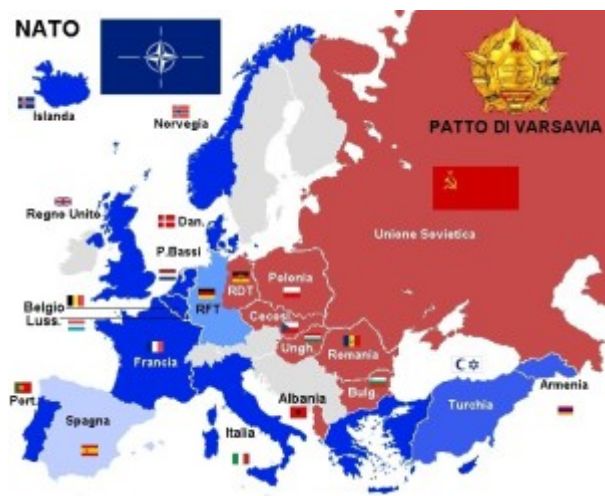 NATO
PATTO DI VARSAVIA
Islanda
Norvegia
Unione Sovietica
Regno Unito
Dan.
P.Bassi
Polonia
RDT
Belgio
RFT
Luss.
Cecosl
Francia
Ungh
Romania
Port.
Spagna
Albania
Bulg
Armenia
Turchia
Italia